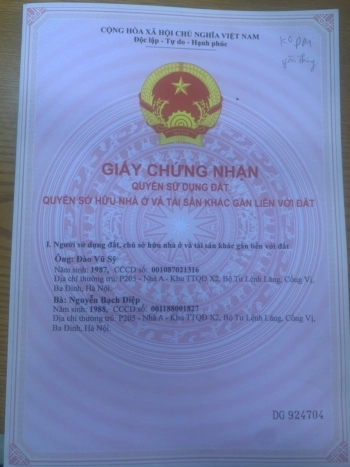 CỘNG HÒA XÃ HỘI CHỦ NGHĨA VIỆT NAM
Độc lập - Tự do - Hạnh phúc
GIẤY CHỨNG NHẬN
QUYỀN SỬ DỤNG ĐẤT
QUYỀN SỞ HỮU NHÀ Ở VÀ TÀI SẢN KHÁC GẮN LIỀN VỚI ĐẤT
I. Người sử dụng đất, chủ sở hữu nhà ở và tài sản khác gắn liền với đất
Ông: Đào Vũ Sỹ
Năm sinh: 1987, CCCD số: 001087021316
Địa chỉ thường trú: P205 - Nhà A - Khu TTQĐ X2, Bộ Tư Lệnh Lăng, Cống Vị,
Ba Đình, Hà Nội.
Bà: Nguyễn Bạch Diệp
Năm sinh: 1988, CCCD số: 001188001827
Địa chỉ thường trú: P205 - Nhà A - Khu TTQĐ X2, Bộ Tư Lệnh Lăng, Cống Vị,
Ba Đình, Hà Nội.
DG 924704